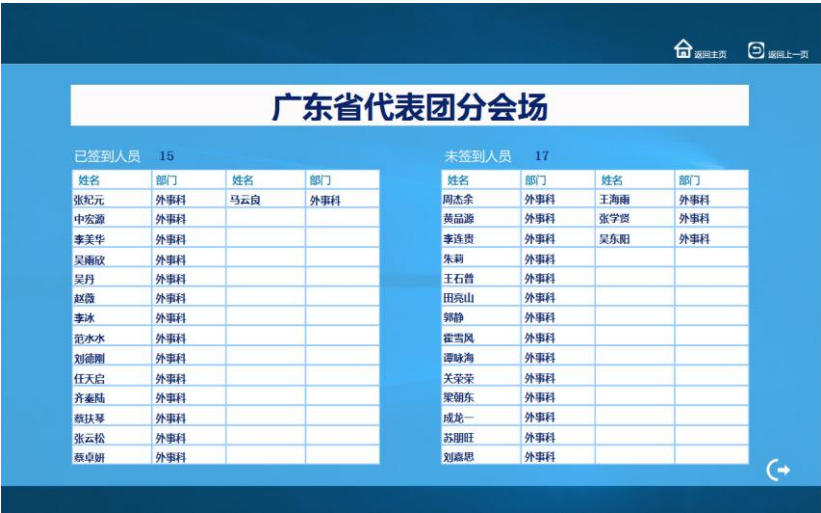 返回主页 返回上一页
广东省代表团分会场
已签到人员 15
姓名 部门 姓名 部门
张纪元 外事科 马云良 外事科
中宏源 外事科
李美华 外事科
吴雨欣 外事科
吴丹 外事科
赵薇 外事科
李冰 外事科
范水水 外事科
刘德刚 外事科
任天启 外事科
齐秦陆 外事科
蔡扶琴 外事科
张云松 外事科
蔡卓妍 外事科
未签到人员 17
姓名 部门 姓名 部门
周杰余 外事科 王海雨 外事科
黄品源 外事科 张学贤 外事科
李连贵 外事科 吴东阳 外事科
朱莉 外事科
王石普 外事科
田亮山 外事科
郭静 外事科
霍雪风 外事科
谭咏海 外事科
关荣荣 外事科
梁朝东 外事科
成龙一 外事科
苏朋旺 外事科
刘嘉思 外事科